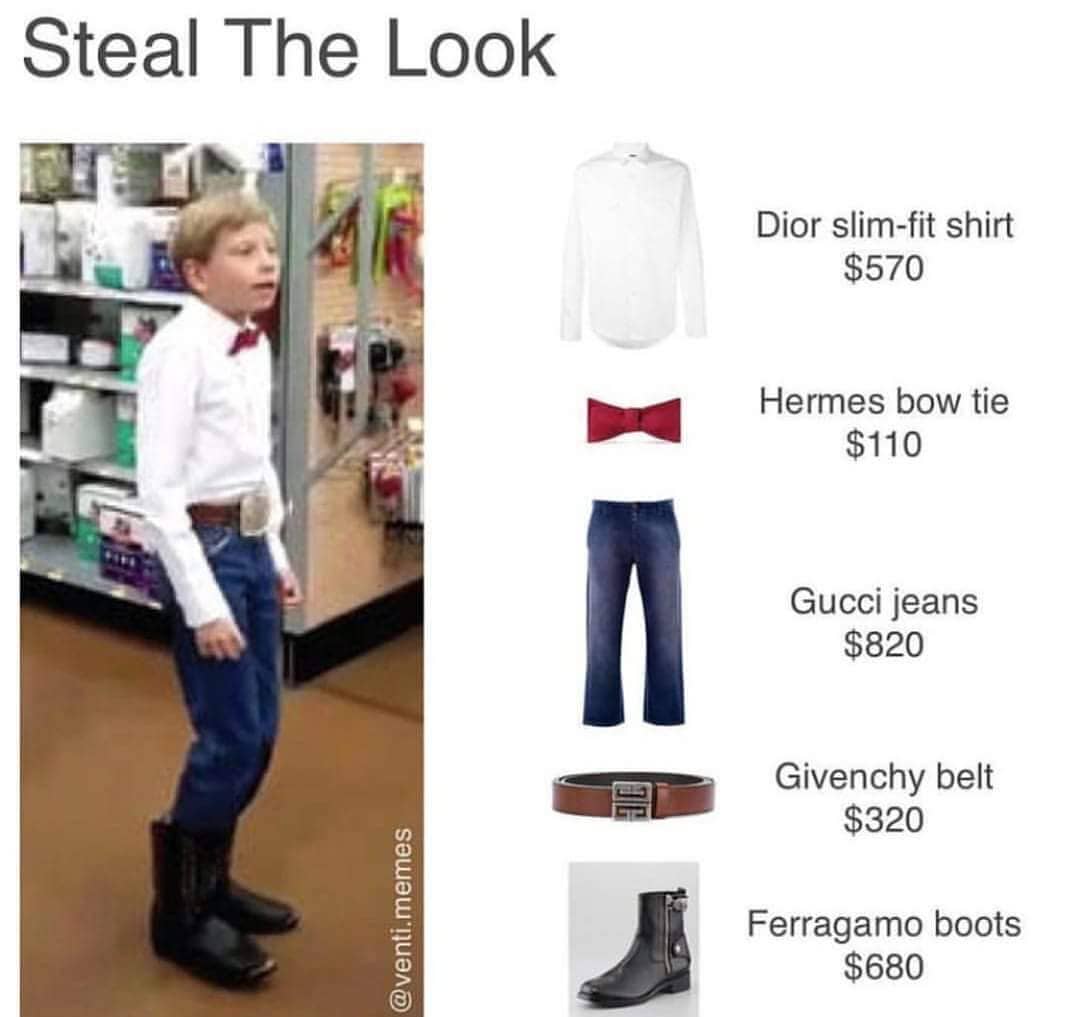 Steal The Look
Dior slim-fit shirt
$570
Hermes bow tie
$110
Gucci jeans
$820
Givenchy belt
$320
Ferragamo boots
$680
@venti.memes